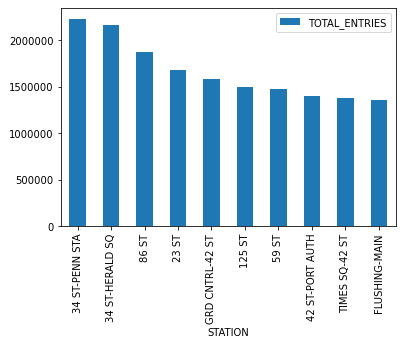 TOTAL_ENTRIES
2000000
1500000
1000000
500000
0
34 ST-PENN STA
34 ST-HERALD SQ
86 ST
23 ST
GRD CNTRL-42 ST
125 ST
59 ST
42 ST-PORT AUTH
TIMES SQ-42 ST
FLUSHING-MAIN
STATION